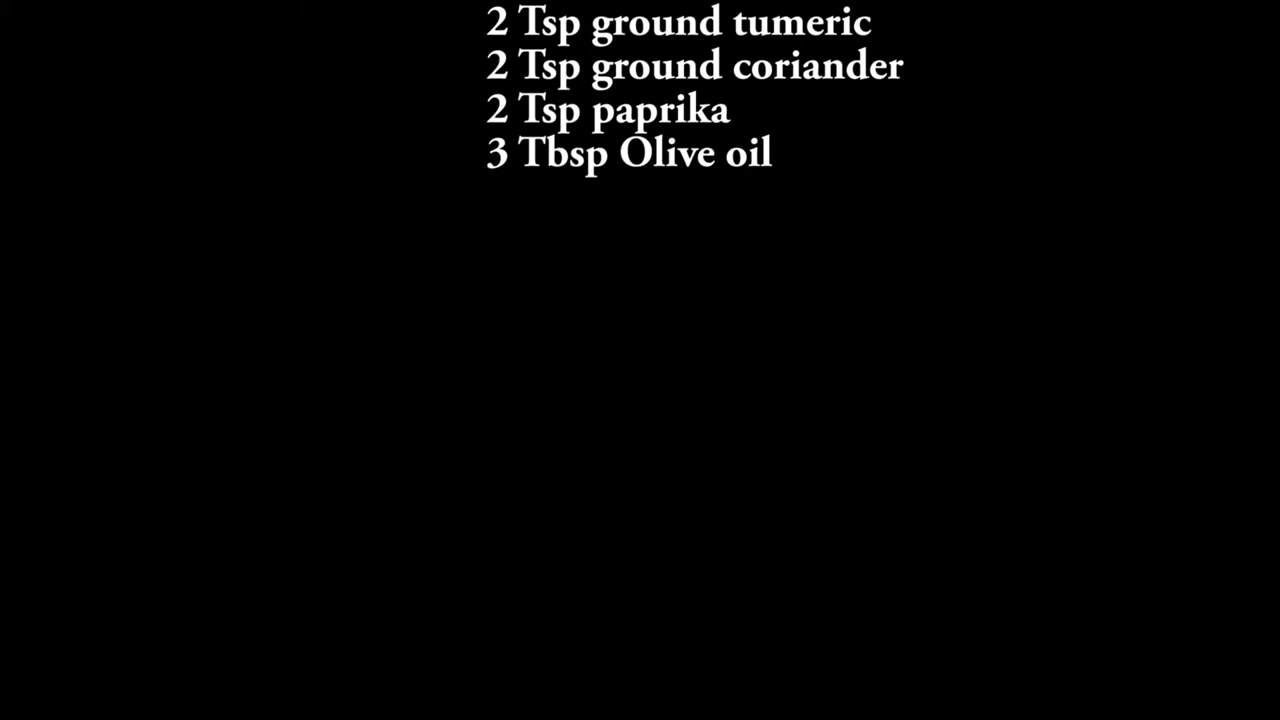 2 Tsp ground tumeric
2 Tsp ground coriander
2 Tsp paprika
3 Tbsp Olive oil